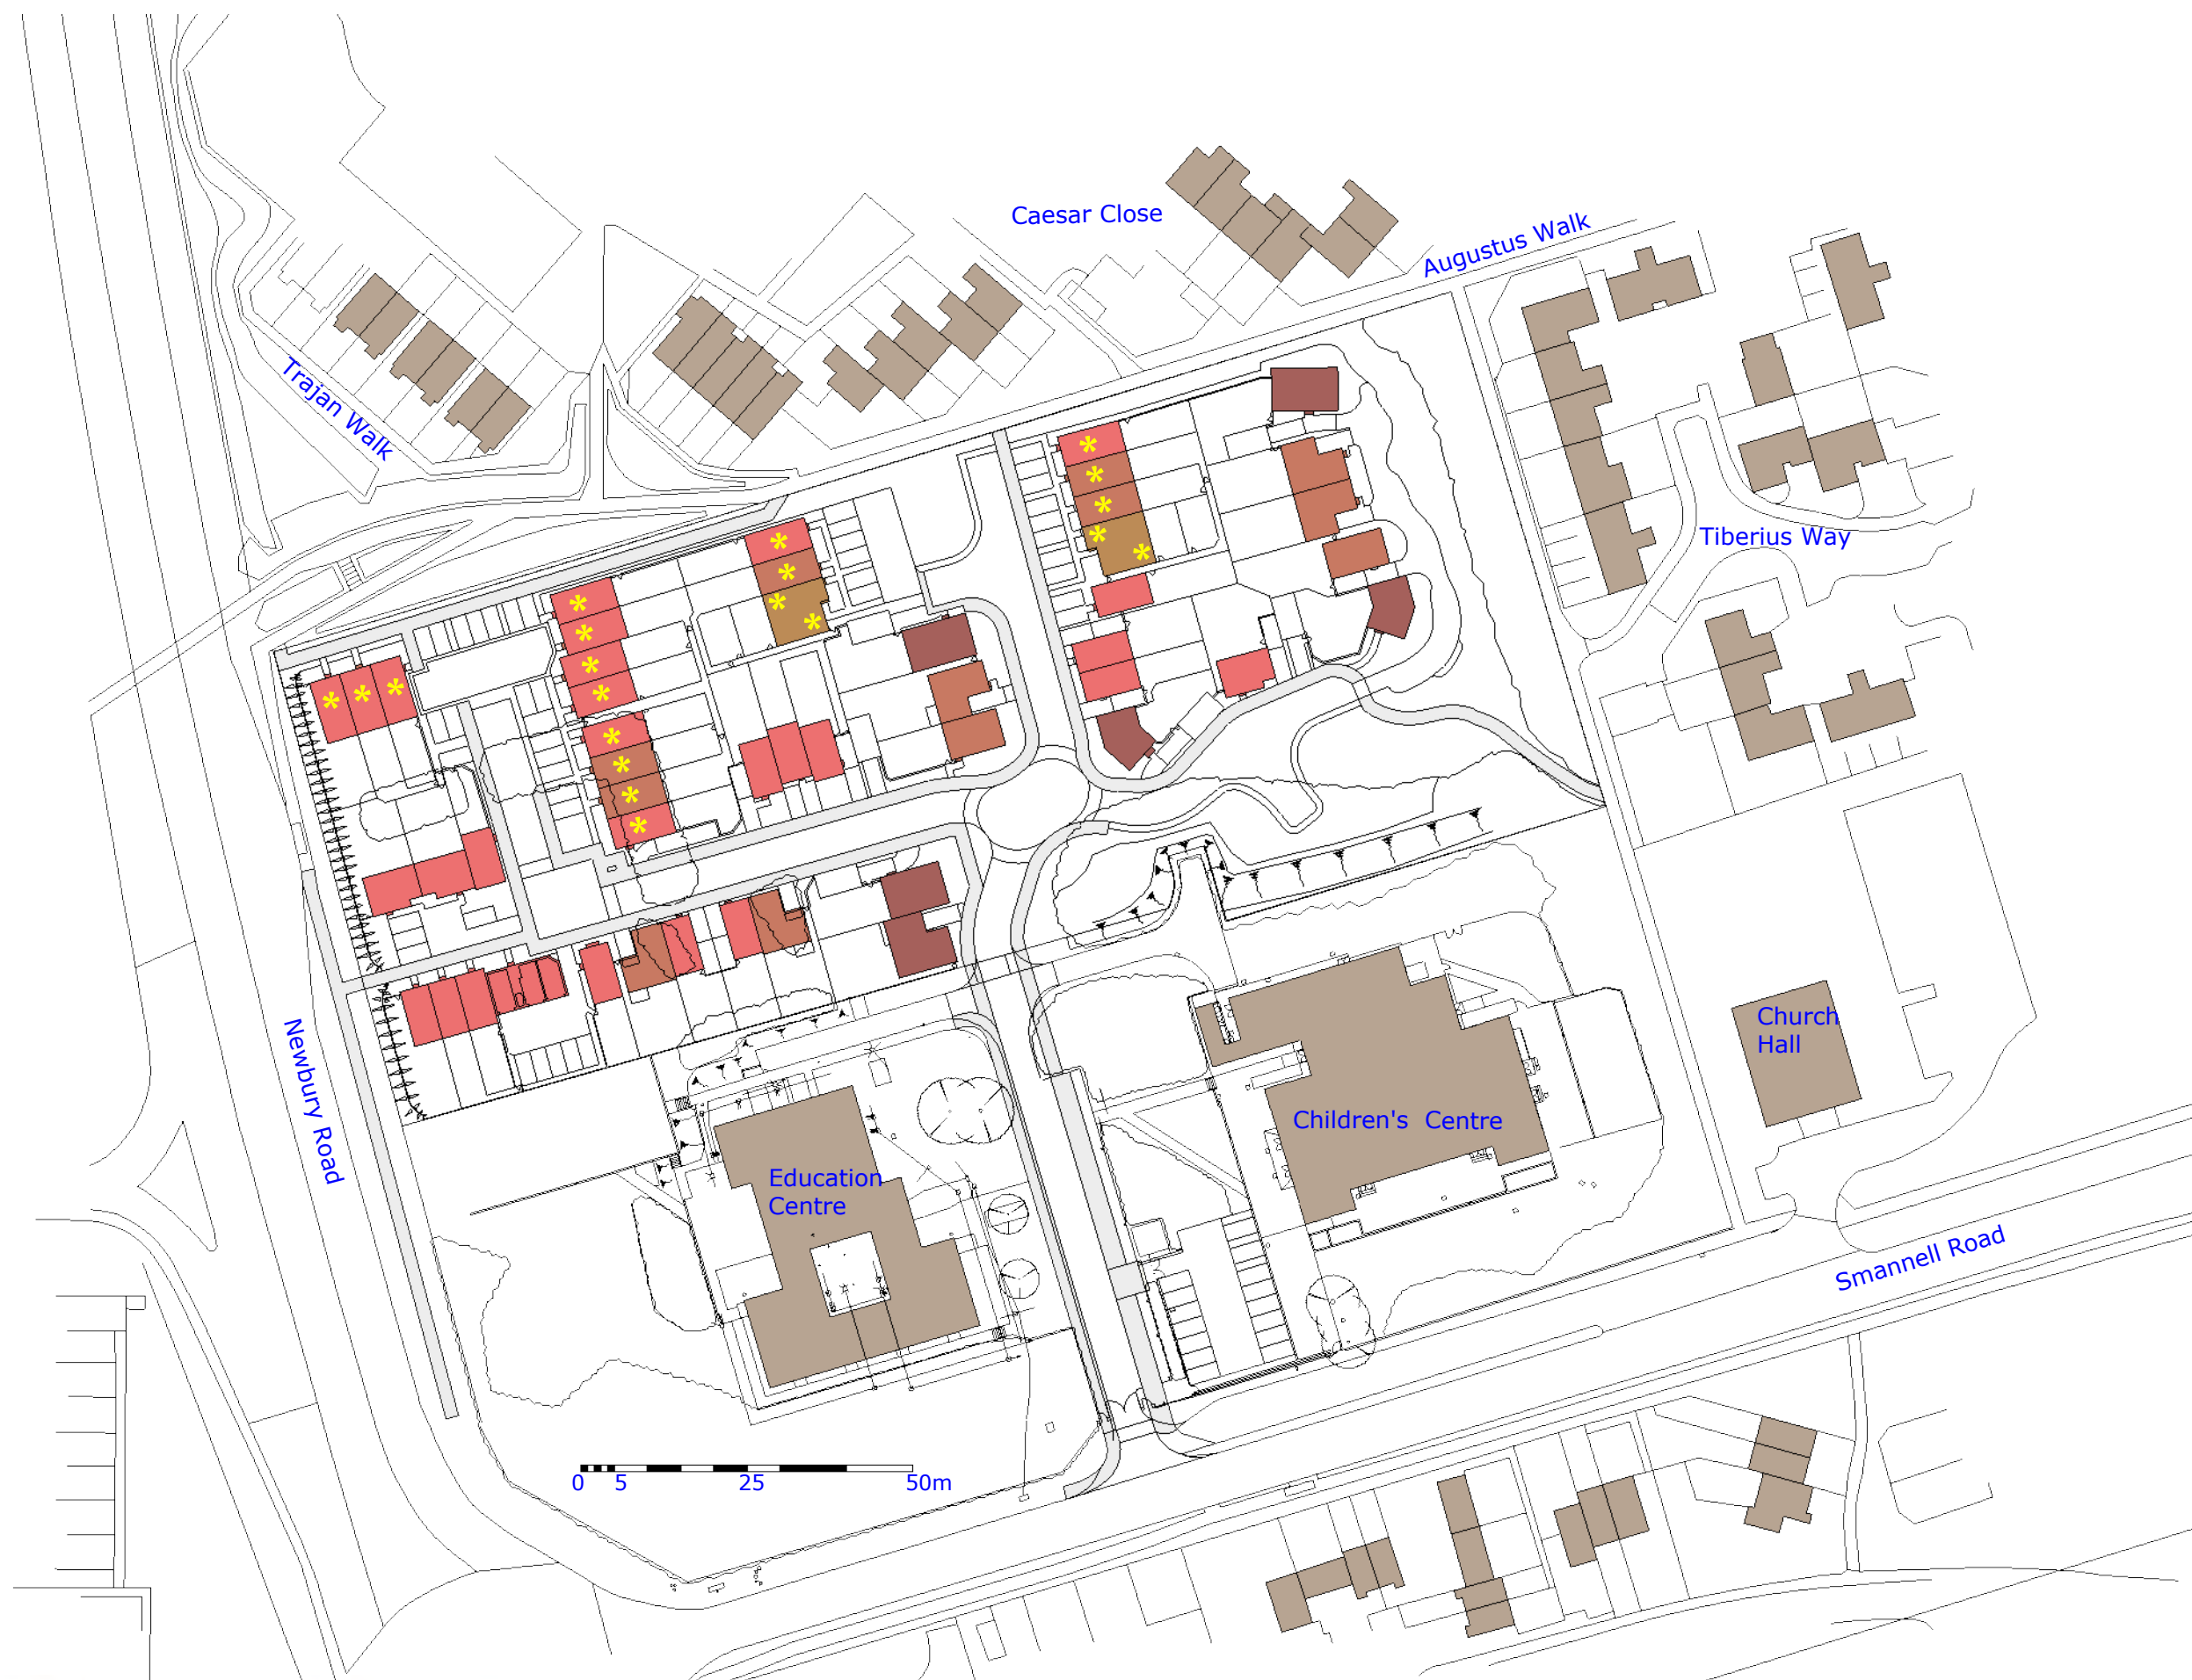 Caesar Close
Augustus Walk
Trajan Walk
Tiberius Way
Church
Hall
Newbury Road
Children's Centre
Education
Centre
Smannell Road
0 5 25 50m